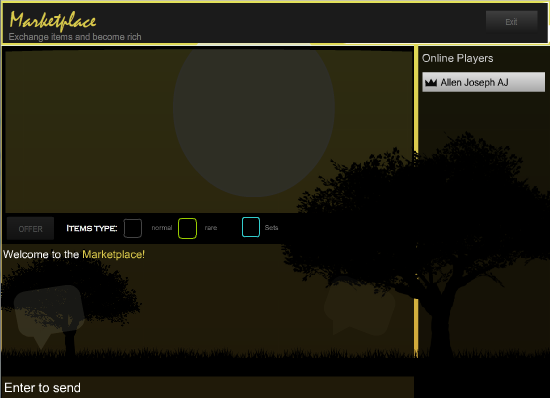 Marketplace
Exit
Exchange items and become rich
Online Players
Allen Joseph AJ
OFFER
ITEMS TYPE:
normal
rare
Sets
Welcome to the Marketplace!
Enter to send